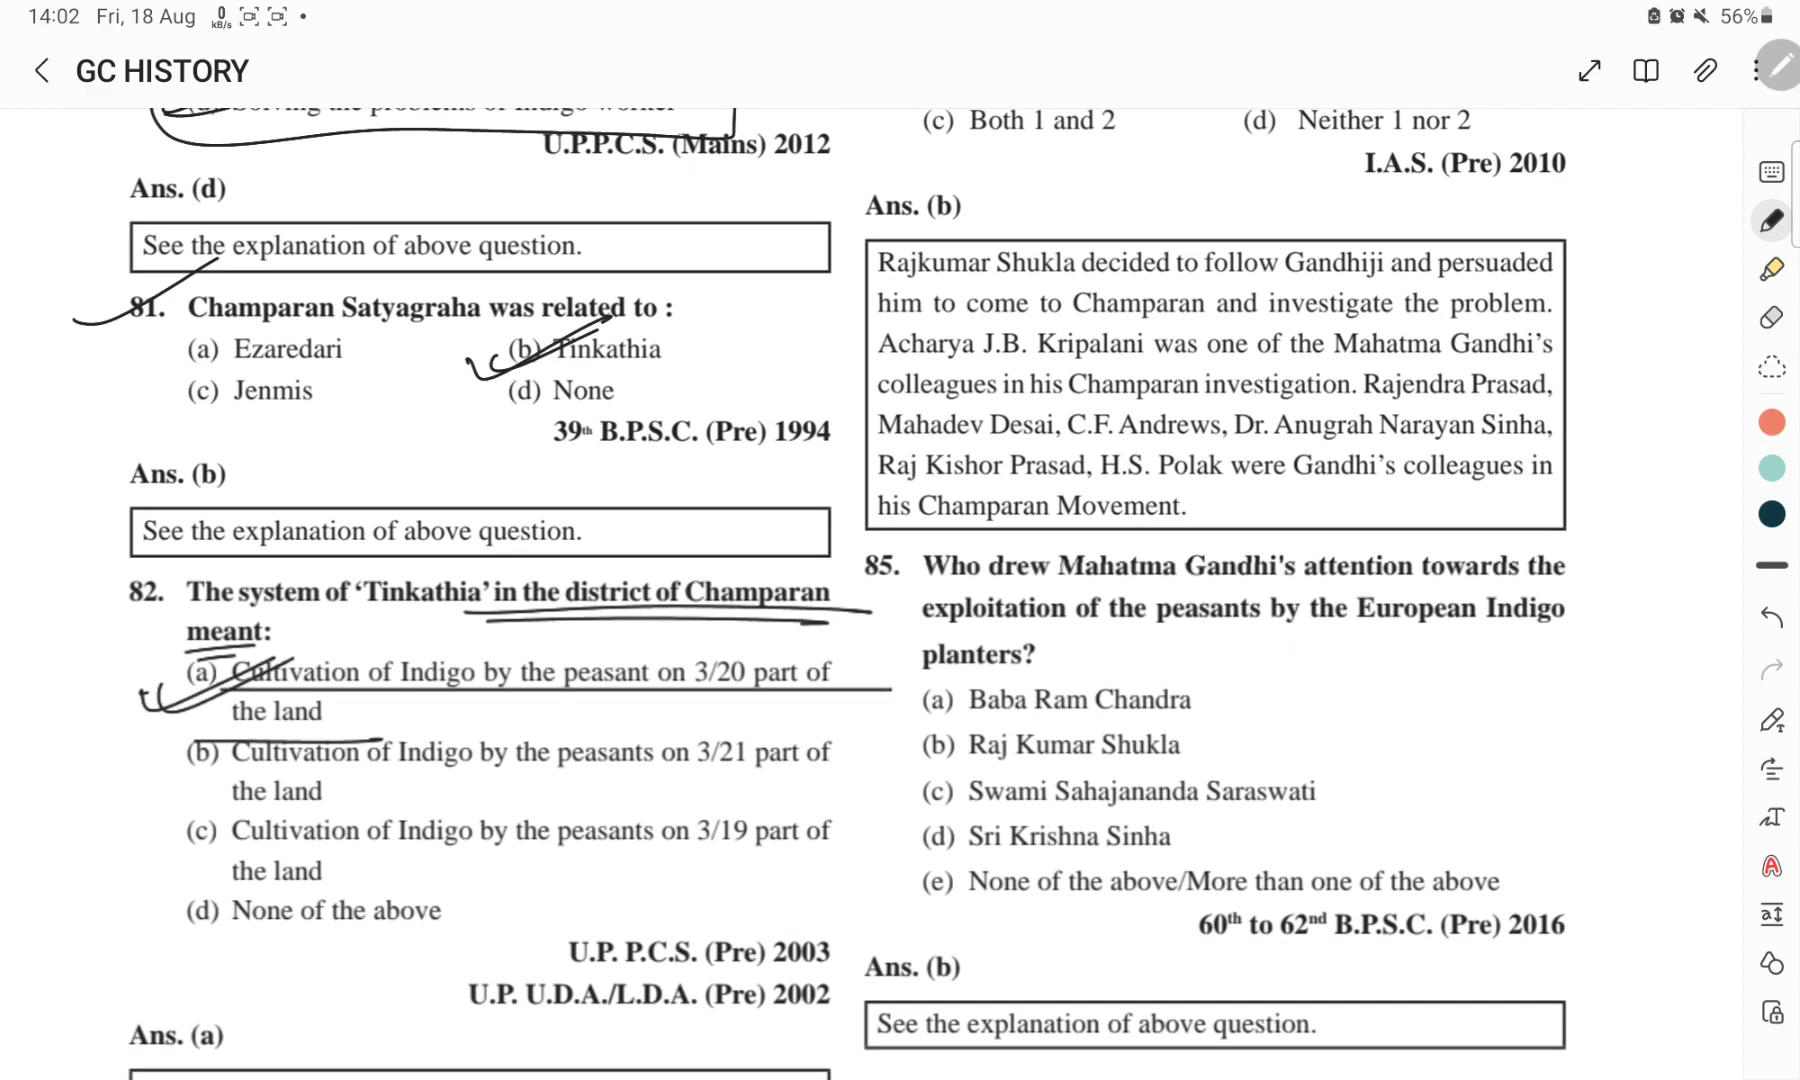 14:02 Fri, 18 Aug 0 kB/s 56%
GC HISTORY
U.P.P.C.S. (Mains) 2012
Ans. (d)
See the explanation of above question.
81. Champaran Satyagraha was related to :
(a) Ezaredari (b) Tinkathia
(c) Jenmis (d) None
39th B.P.S.C. (Pre) 1994
Ans. (b)
See the explanation of above question.
82. The system of ‘Tinkathia’ in the district of Champaran
meant:
(a) Cultivation of Indigo by the peasant on 3/20 part of
the land
(b) Cultivation of Indigo by the peasants on 3/21 part of
the land
(c) Cultivation of Indigo by the peasants on 3/19 part of
the land
(d) None of the above
U.P. P.C.S. (Pre) 2003
U.P. U.D.A./L.D.A. (Pre) 2002
Ans. (a)
(c) Both 1 and 2 (d) Neither 1 nor 2
I.A.S. (Pre) 2010
Ans. (b)
Rajkumar Shukla decided to follow Gandhiji and persuaded
him to come to Champaran and investigate the problem.
Acharya J.B. Kripalani was one of the Mahatma Gandhi’s
colleagues in his Champaran investigation. Rajendra Prasad,
Mahadev Desai, C.F. Andrews, Dr. Anugrah Narayan Sinha,
Raj Kishor Prasad, H.S. Polak were Gandhi’s colleagues in
his Champaran Movement.
85. Who drew Mahatma Gandhi's attention towards the
exploitation of the peasants by the European Indigo
planters?
(a) Baba Ram Chandra
(b) Raj Kumar Shukla
(c) Swami Sahajananda Saraswati
(d) Sri Krishna Sinha
(e) None of the above/More than one of the above
60th to 62nd B.P.S.C. (Pre) 2016
Ans. (b)
See the explanation of above question.